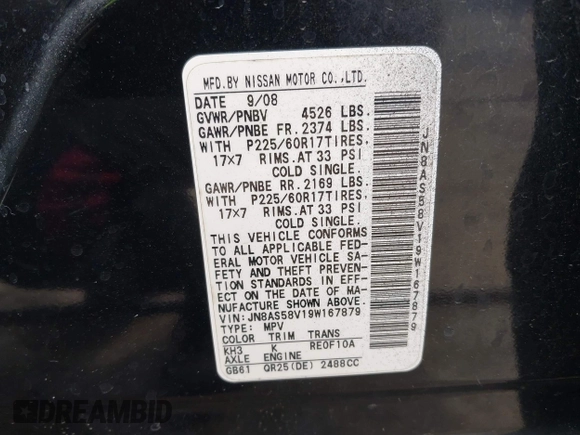 MFD.BY NISSAN MOTOR CO.,LTD.
DATE 9/08
GVWR/PNBV 4526 LBS.
GAWR/PNBE FR. 2374 LBS.
WITH P225/60R17TIRES,
17×7 RIMS.AT 33 PSI
COLD SINGLE.
GAWR/PNBE RR. 2169 LBS.
WITH P225/60R17TIRES,
17×7 RIMS.AT 33 PSI
COLD SINGLE.
THIS VEHICLE CONFORMS
TO ALL APPLICABLE FED-
ERAL MOTOR VEHICLE SA-
FETY AND THEFT PREVEN-
TION STANDARDS IN EFF-
ECT ON THE DATE OF MA-
NUFACTURE SHOWN ABOVE.
VIN: JN8AS58V19W167879
TYPE: MPV
COLOR TRIM TRANS
KH3 K RE0F10A
AXLE ENGINE
GB61 QR25(DE) 2488CC
JN8AS58V19W167879
DREAMBID